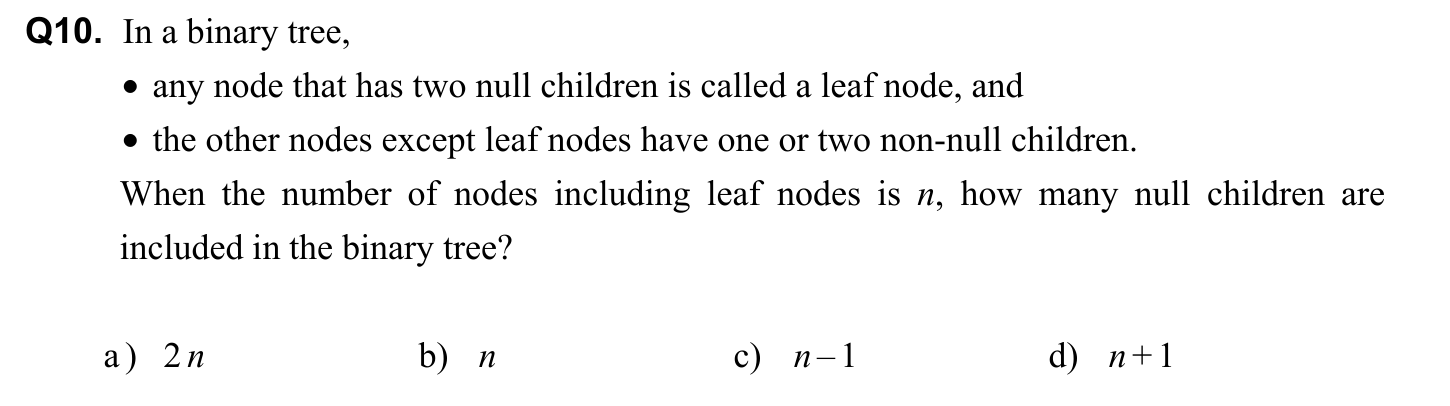 Q10. In a binary tree,
• any node that has two null children is called a leaf node, and
• the other nodes except leaf nodes have one or two non-null children.
When the number of nodes including leaf nodes is n, how many null children are
included in the binary tree?
a) 2n b) n c) n–1 d) n+1